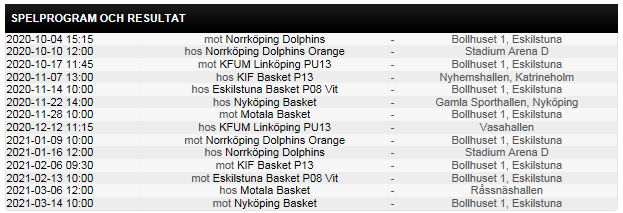 SPELPROGRAM OCH RESULTAT
2020-10-04 15:15 mot Norrköping Dolphins - Bollhuset 1, Eskilstuna
2020-10-10 12:00 hos Norrköping Dolphins Orange - Stadium Arena D
2020-10-17 11:45 mot KFUM Linköping PU13 - Bollhuset 1, Eskilstuna
2020-11-07 13:00 hos KIF Basket P13 - Nyhemshallen, Katrineholm
2020-11-14 10:00 hos Eskilstuna Basket P08 Vit - Bollhuset 1, Eskilstuna
2020-11-22 14:00 hos Nyköping Basket - Gamla Sporthallen, Nyköping
2020-11-28 10:00 mot Motala Basket - Bollhuset 1, Eskilstuna
2020-12-12 11:15 hos KFUM Linköping PU13 - Vasahallen
2021-01-09 10:00 mot Norrköping Dolphins Orange - Bollhuset 1, Eskilstuna
2021-01-16 12:00 hos Norrköping Dolphins - Stadium Arena D
2021-02-06 09:30 mot KIF Basket P13 - Bollhuset 1, Eskilstuna
2021-02-13 10:00 mot Eskilstuna Basket P08 Vit - Bollhuset 1, Eskilstuna
2021-03-06 12:00 hos Motala Basket - Råssnäshallen
2021-03-14 10:00 mot Nyköping Basket - Bollhuset 1, Eskilstuna